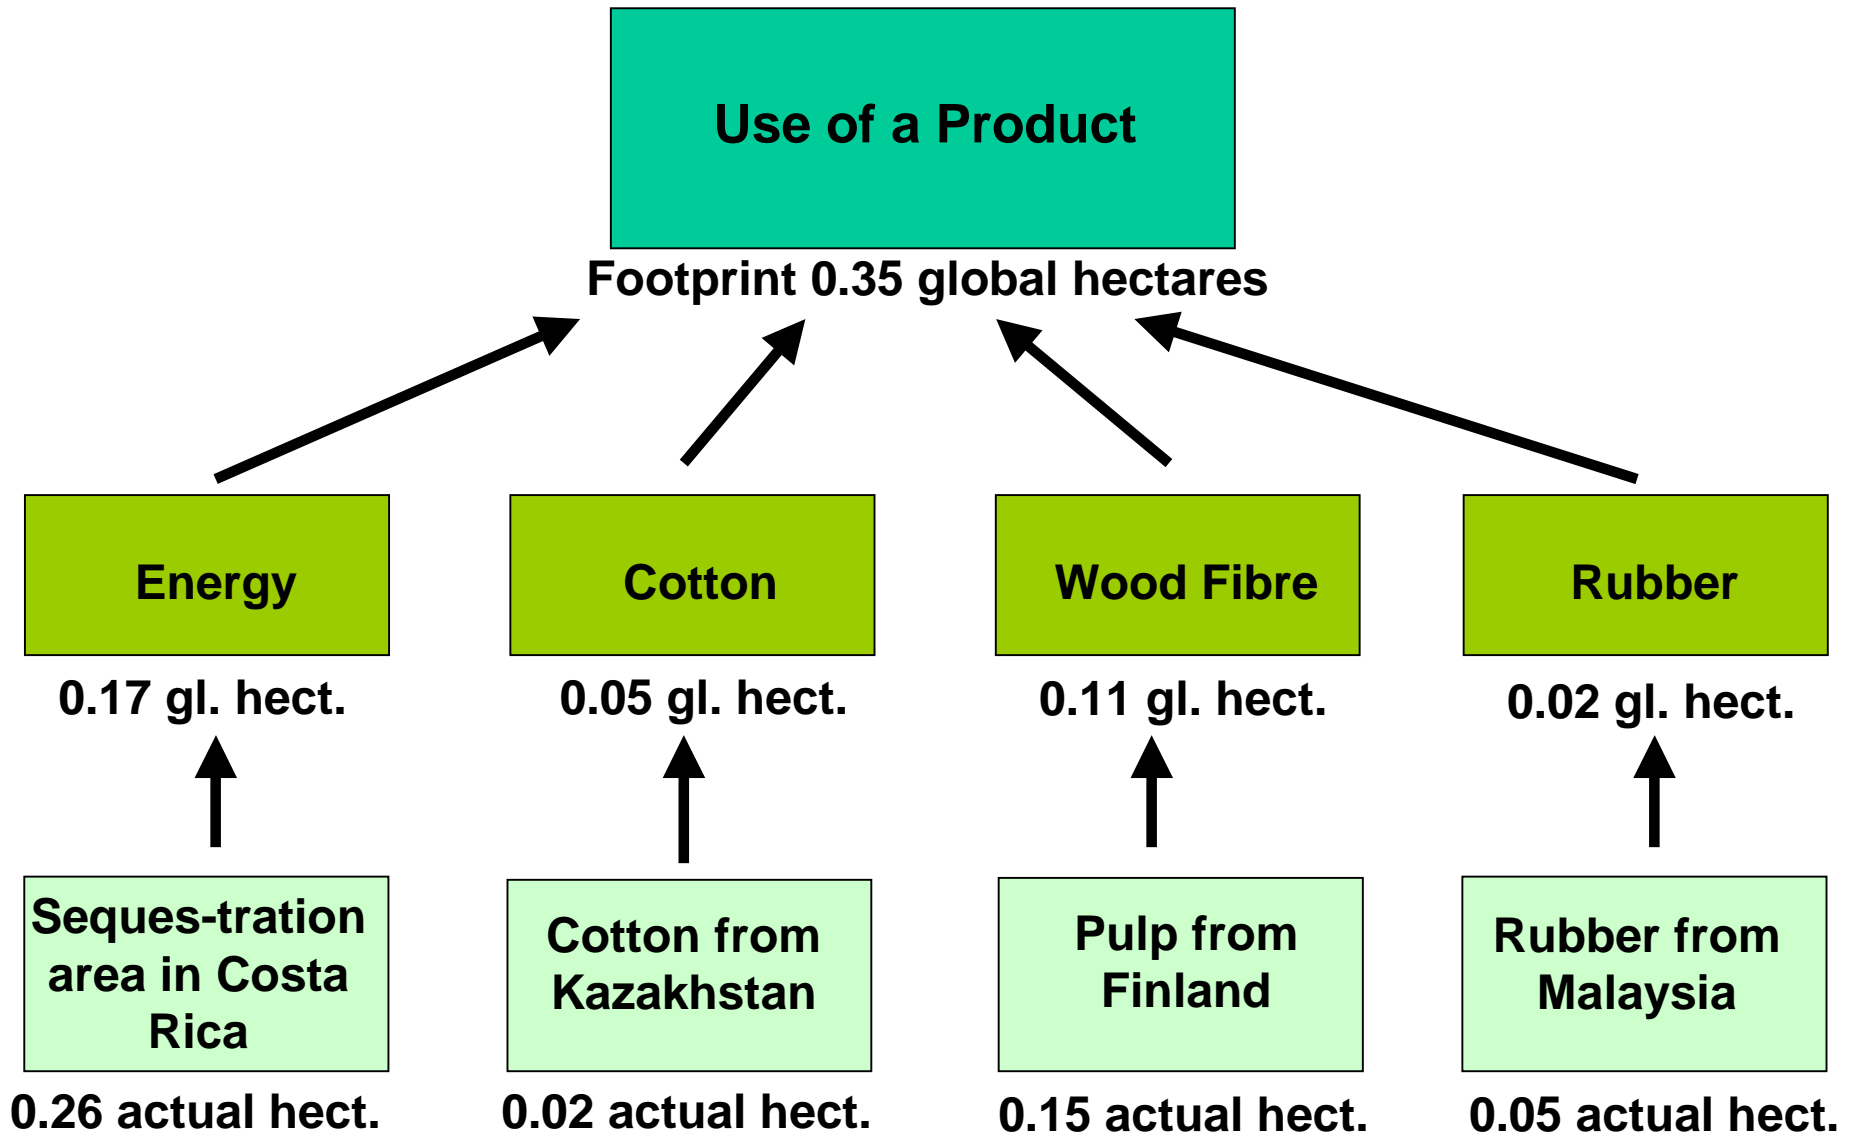 Use of a Product
Footprint 0.35 global hectares
Energy
Cotton
Wood Fibre
Rubber
0.17 gl. hect.
0.05 gl. hect.
0.11 gl. hect.
0.02 gl. hect.
Seques-tration
area in Costa
Rica
Cotton from
Kazakhstan
Pulp from
Finland
Rubber from
Malaysia
0.26 actual hect.
0.02 actual hect.
0.15 actual hect.
0.05 actual hect.